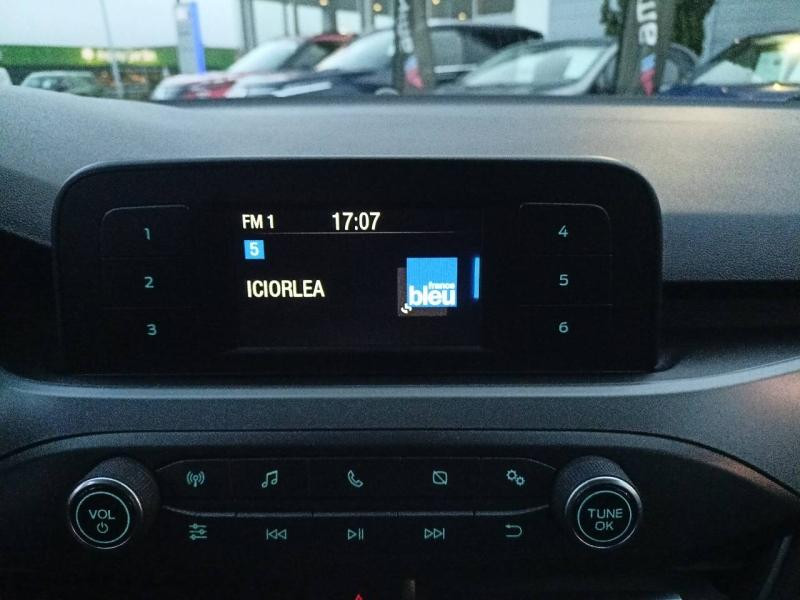 FM 1 17:07
5
ICIORLEA
france
bleu
1
2
3
4
5
6
VOL
TUNE
OK